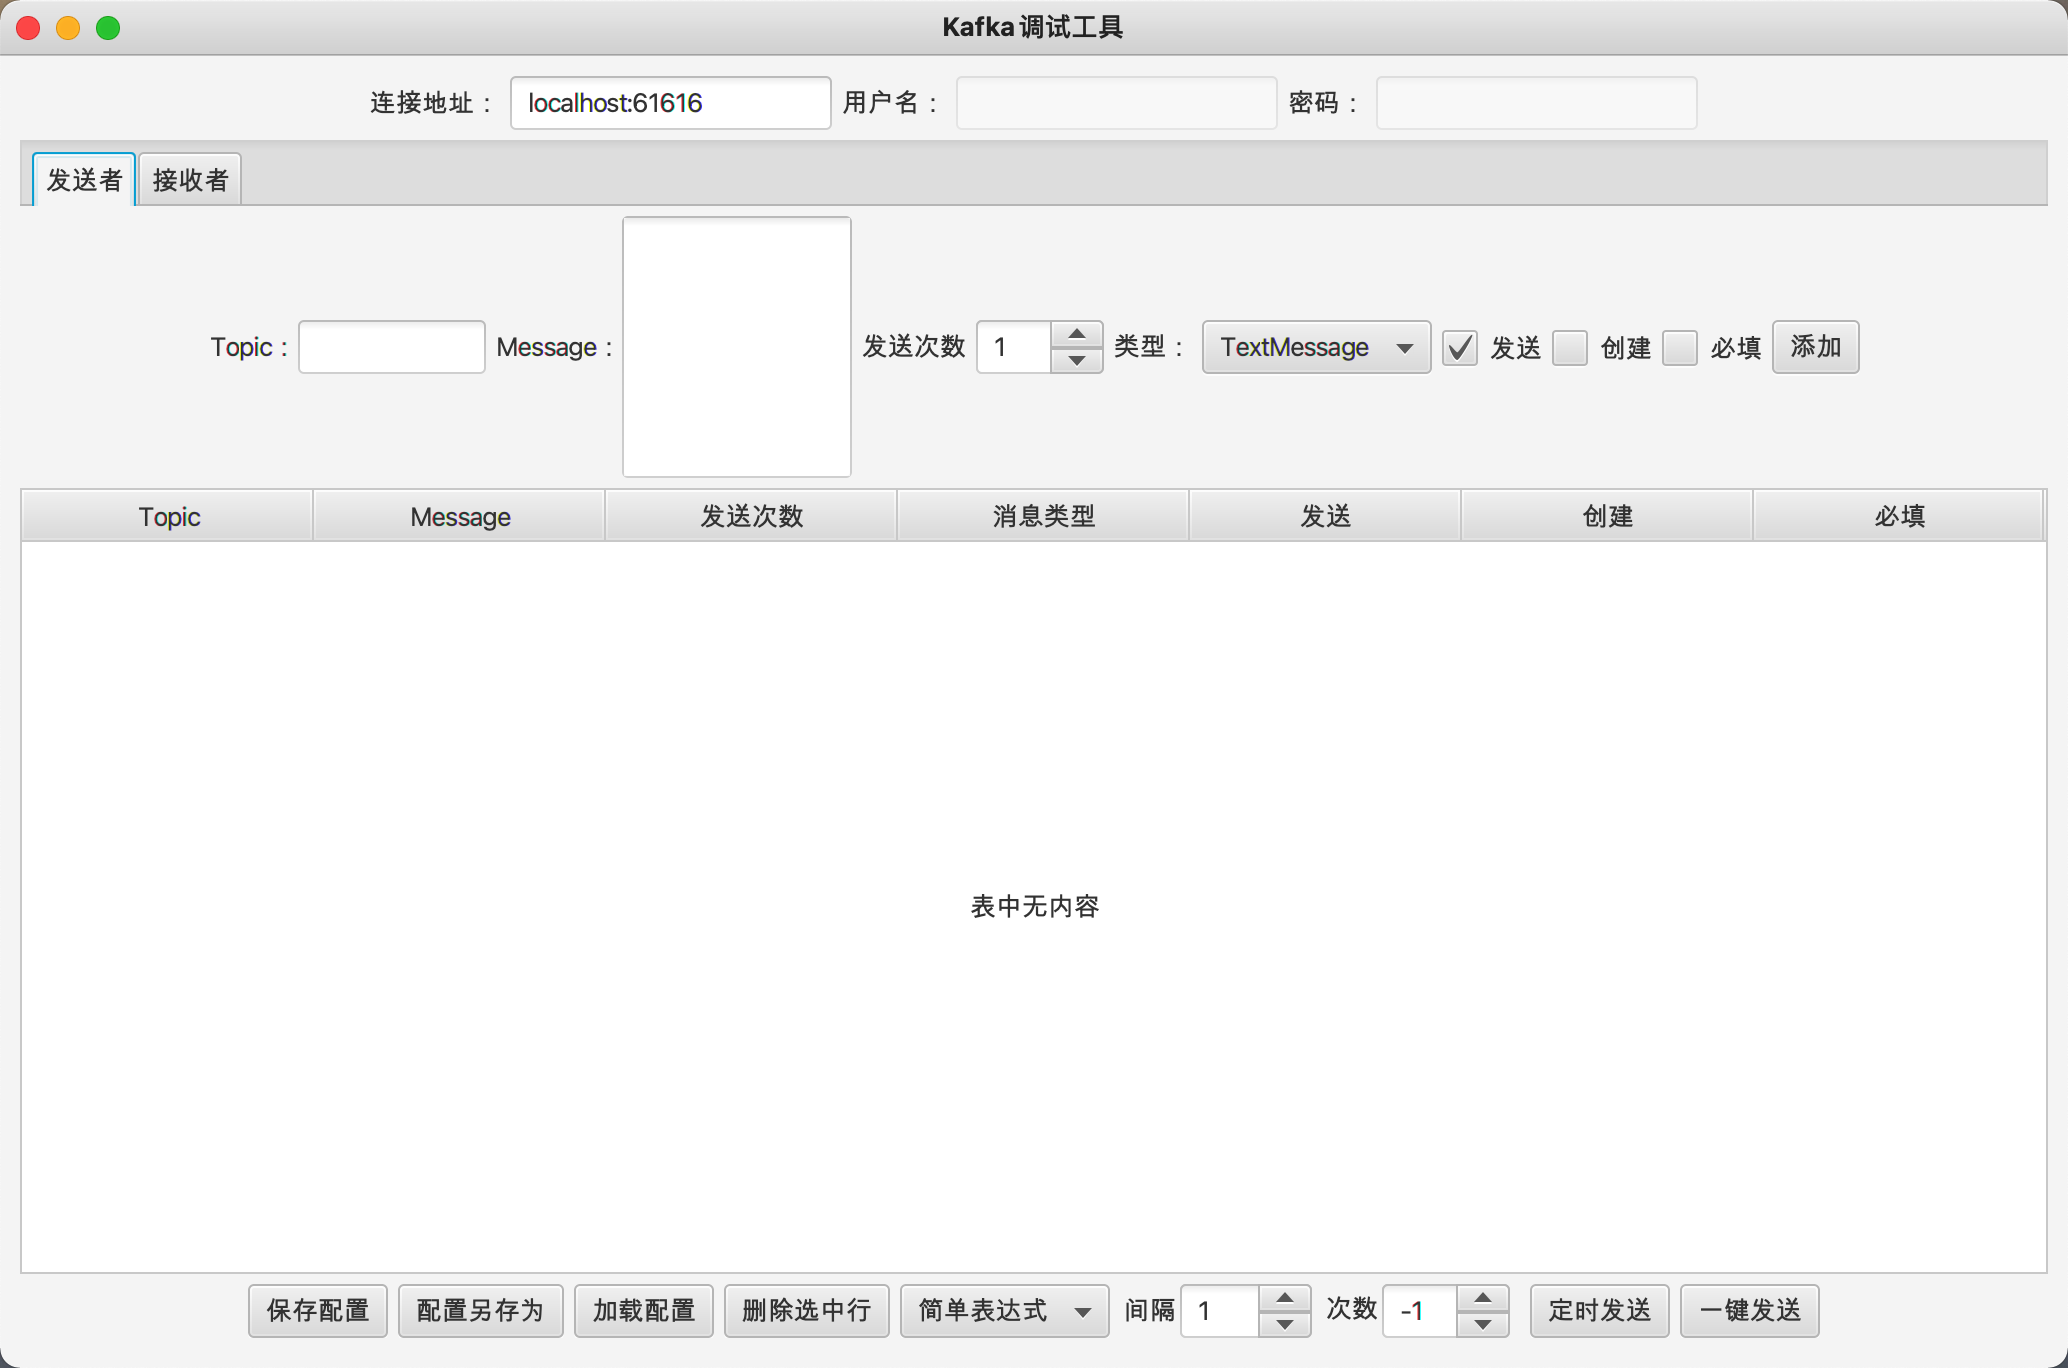 Kafka调试工具
连接地址： localhost:61616 用户名： 密码：
发送者 接收者
Topic： Message： 发送次数 1 类型： TextMessage 发送 创建 必填 添加
Topic Message 发送次数 消息类型 发送 创建 必填
表中无内容
保存配置 配置另存为 加载配置 删除选中行 简单表达式 间隔 1 次数 -1 定时发送 一键发送